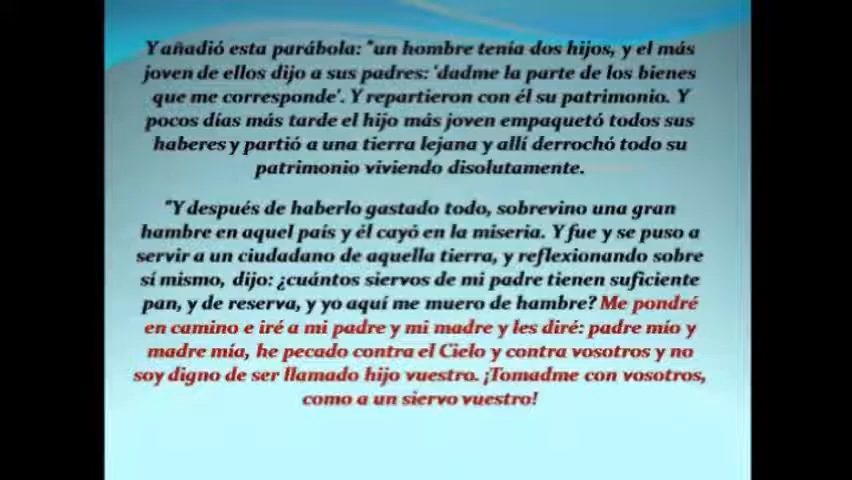 Y añadió esta parábola: "un hombre tenía dos hijos, y el más
joven de ellos dijo a sus padres: 'dadme la parte de los bienes
que me corresponde'. Y repartieron con él su patrimonio. Y
pocos días más tarde el hijo más joven empaquetó todos sus
haberes y partió a una tierra lejana y allí derrochó todo su
patrimonio viviendo disolutamente.
"Y después de haberlo gastado todo, sobrevino una gran
hambre en aquel país y él cayó en la miseria. Y fue y se puso a
servir a un ciudadano de aquella tierra, y reflexionando sobre
sí mismo, dijo: ¿cuántos siervos de mi padre tienen suficiente
pan, y de reserva, y yo aquí me muero de hambre? Me pondré
en camino e iré a mi padre y mi madre y les diré: padre mío y
madre mía, he pecado contra el Cielo y contra vosotros y no
soy digno de ser llamado hijo vuestro. ¡Tomadme con vosotros,
como a un siervo vuestro!